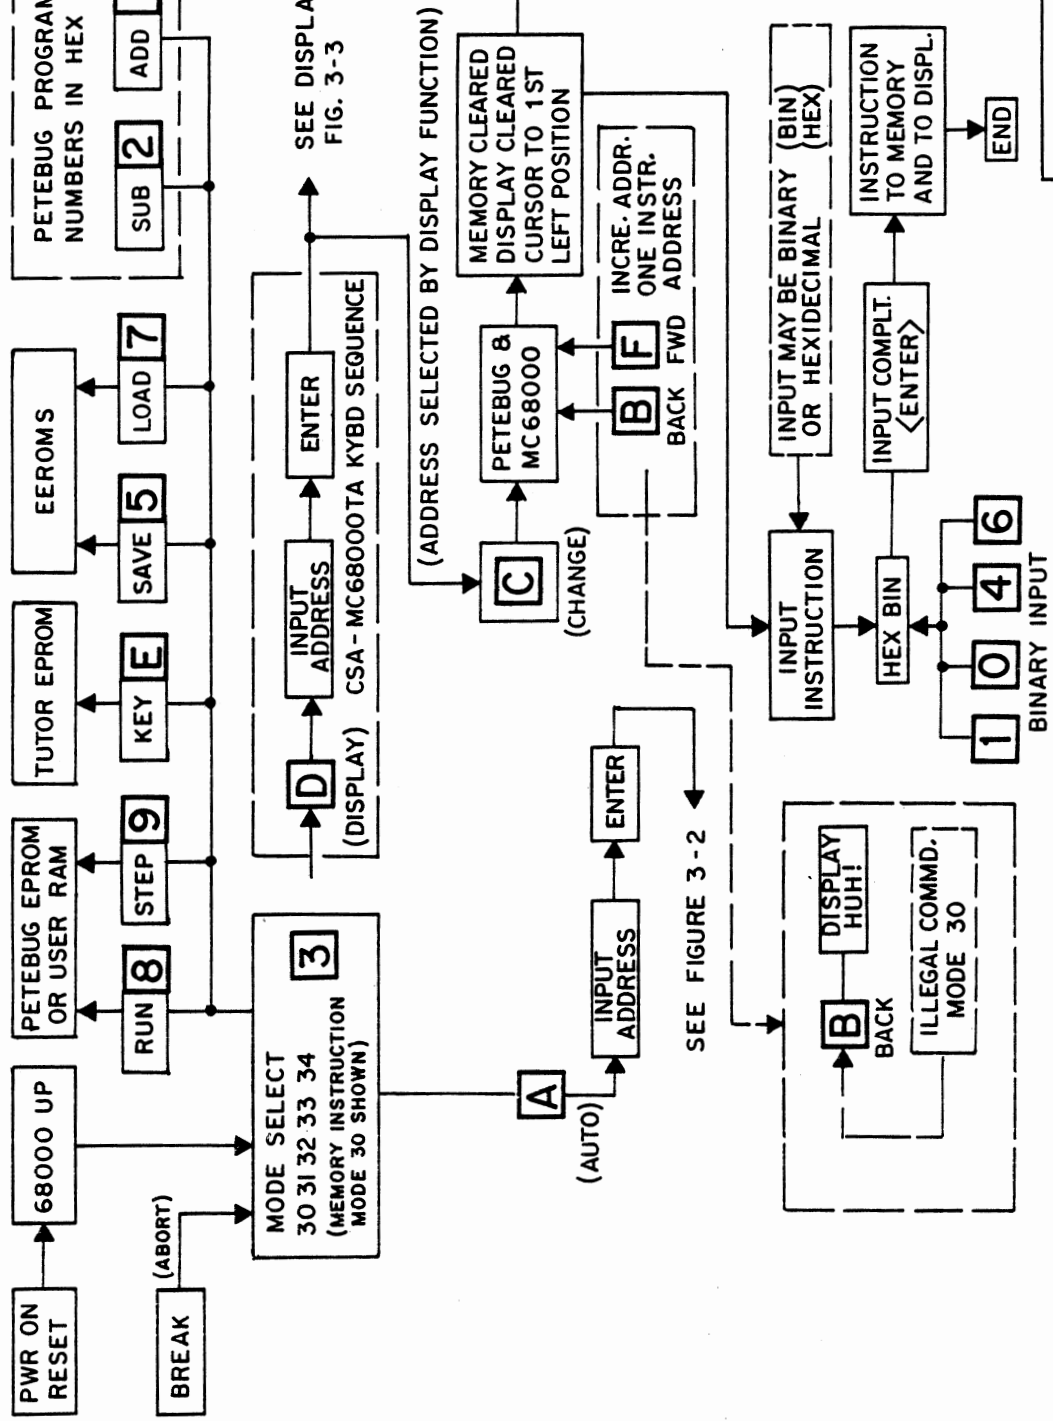 PWR ON
RESET
68000 UP
PETEBUG EPROM
OR USER RAM
TUTOR EPROM
EEROMS
PETEBUG PROGRAM
NUMBERS IN HEX
BREAK
(ABORT)
RUN 8
STEP 9
KEY E
SAVE 5
LOAD 7
SUB 2
ADD
MODE SELECT
30 31 32 33 34
(MEMORY INSTRUCTION
MODE 30 SHOWN)
3
D
(DISPLAY)
INPUT
ADDRESS
ENTER
CSA-MC68000TA KYBD SEQUENCE
SEE DISPLA
FIG. 3-3
(ADDRESS SELECTED BY DISPLAY FUNCTION)
A
(AUTO)
INPUT
ADDRESS
ENTER
SEE FIGURE 3-2
C
(CHANGE)
PETEBUG &
MC68000
MEMORY CLEARED
DISPLAY CLEARED
CURSOR TO 1ST
LEFT POSITION
B
BACK
F
FWD
INCRE. ADDR.
ONE INSTR.
ADDRESS
B
BACK
DISPLAY
HUH!
ILLEGAL COMMD.
MODE 30
INPUT
INSTRUCTION
INPUT MAY BE BINARY (BIN)
OR HEXIDECIMAL (HEX)
HEX BIN
INPUT COMPLT.
<ENTER>
INSTRUCTION
TO MEMORY
AND TO DISPL.
END
1 0 4 6
BINARY INPUT